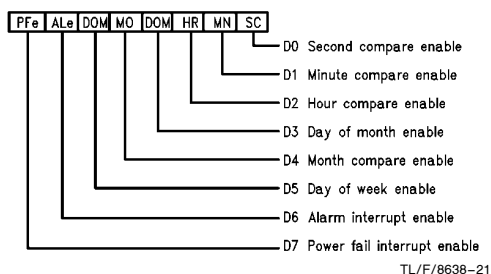 PFe ALe DOM MO DOM HR MN SC
D0 Second compare enable
D1 Minute compare enable
D2 Hour compare enable
D3 Day of month enable
D4 Month compare enable
D5 Day of week enable
D6 Alarm interrupt enable
D7 Power fail interrupt enable
TL/F/8638–21